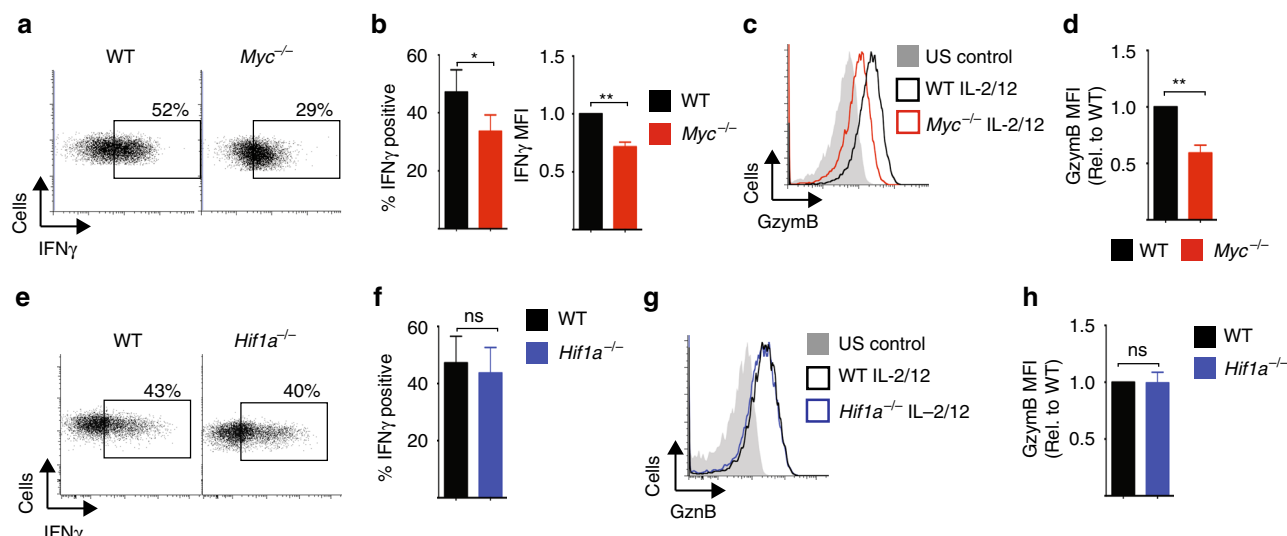 a
WT
Myc–/–
52%
29%
Cells
IFNγ
b
60
40
20
% IFNγ positive
*
1.5
1.0
0.5
IFNγ MFI
**
WT
Myc–/–
c
US control
WT IL-2/12
Myc–/– IL-2/12
Cells
GzymB
d
1.5
1.0
0.5
GzymB MFI
(Rel. to WT)
**
WT
Myc–/–
e
WT
Hif1a–/–
43%
40%
Cells
IFNγ
f
60
40
20
% IFNγ positive
ns
WT
Hif1a–/–
g
US control
WT IL-2/12
Hif1a–/– IL–2/12
Cells
GznB
h
1.5
1.0
0.5
GzymB MFI
(Rel. to WT)
ns
WT
Hif1a–/–